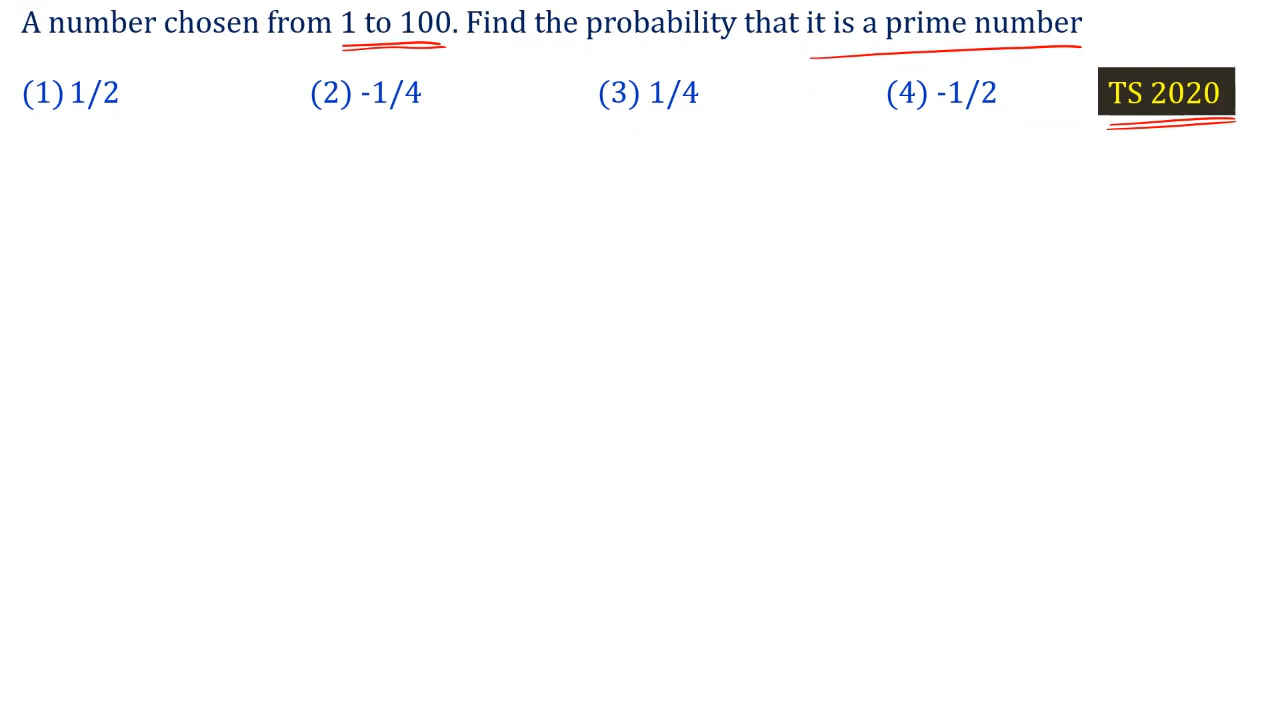 A number chosen from 1 to 100. Find the probability that it is a prime number
(1) 1/2 (2) -1/4 (3) 1/4 (4) -1/2 TS 2020